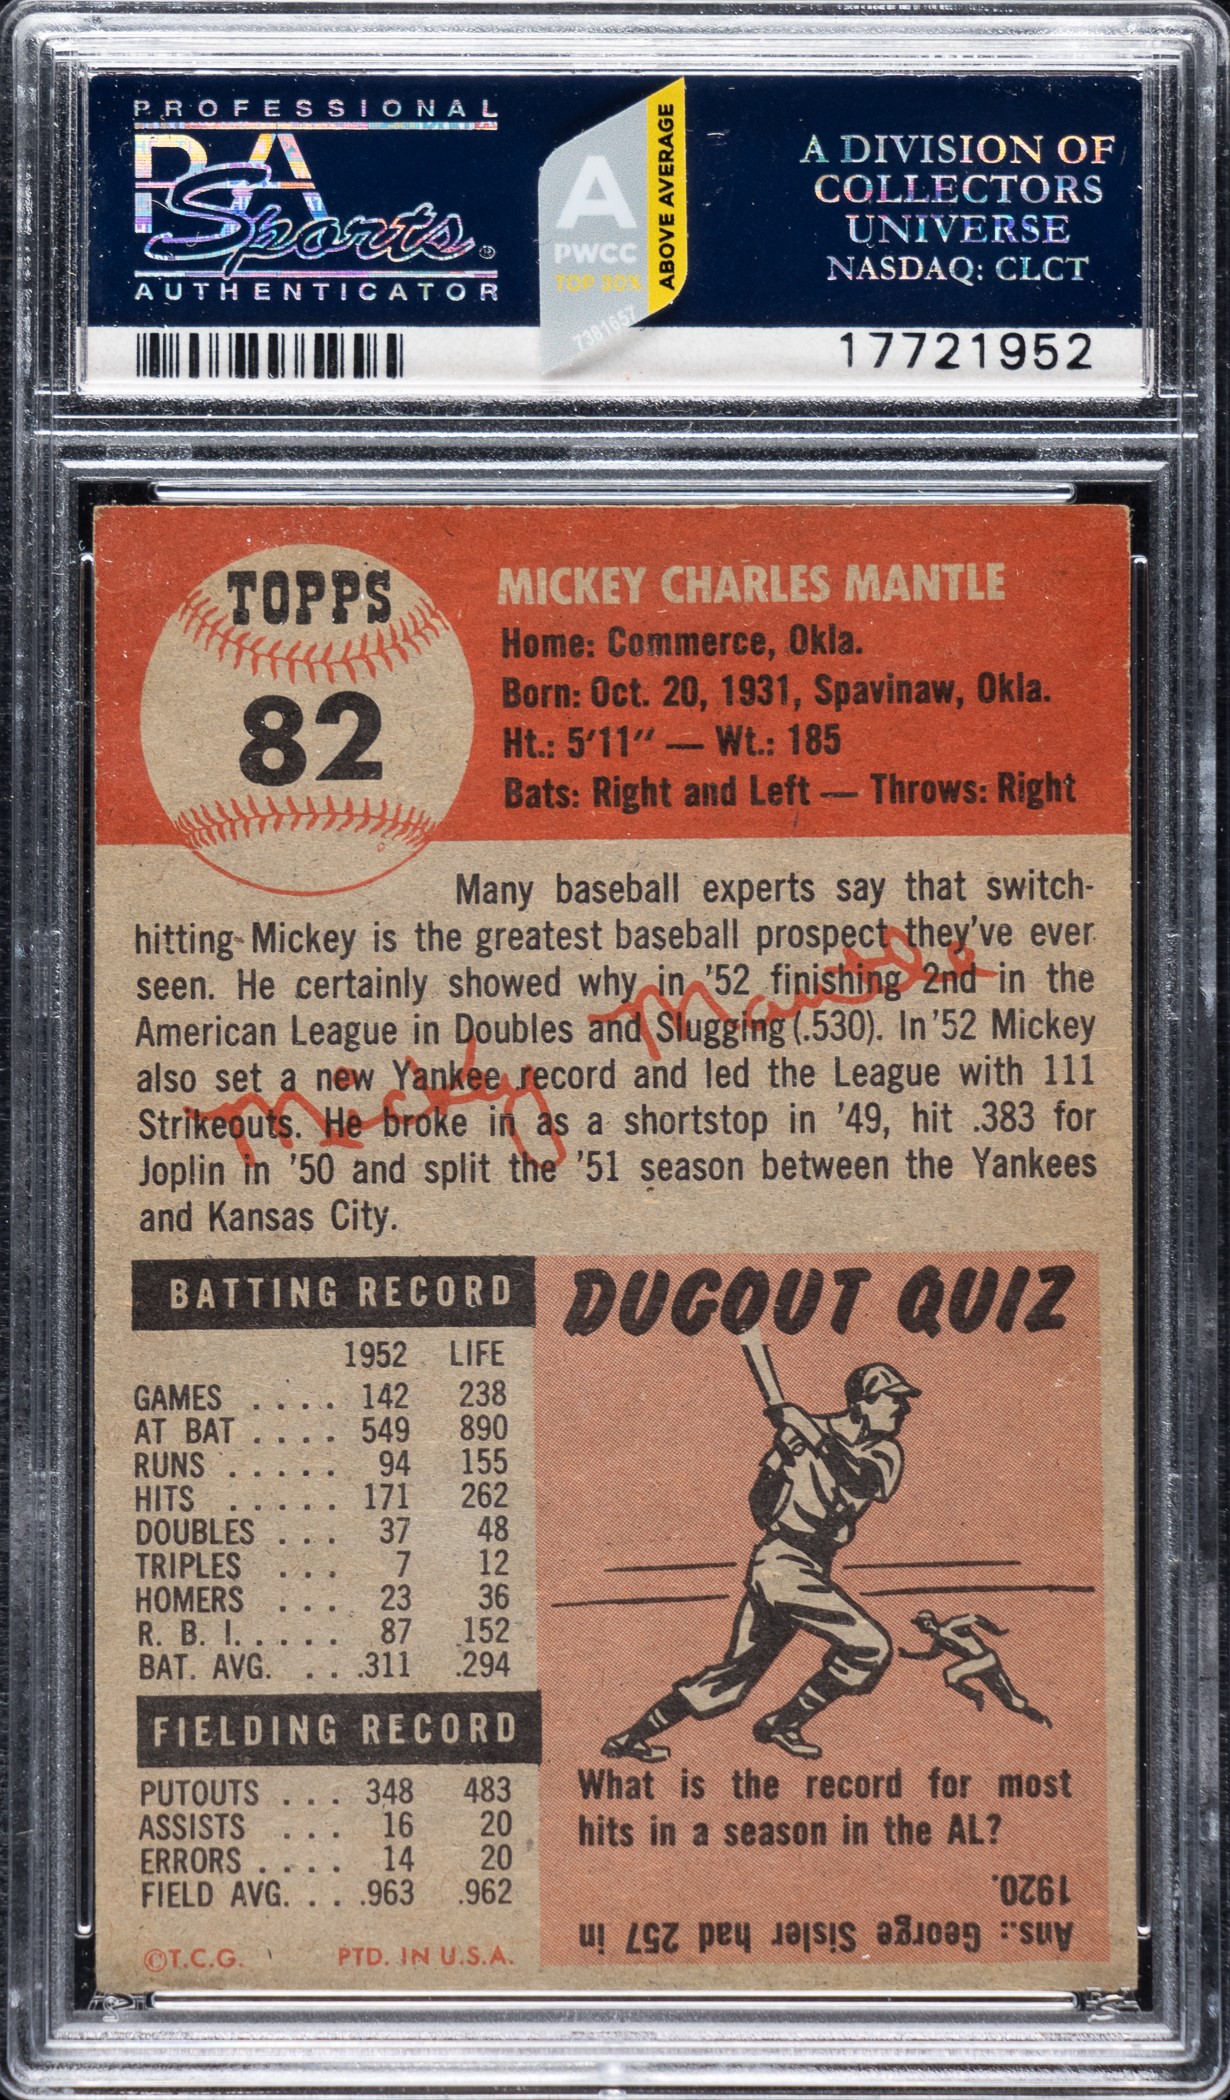 PROFESSIONAL
PSA
Sports
AUTHENTICATOR
A
PWCC
TOP 30%
ABOVE AVERAGE
7381657
A DIVISION OF
COLLECTORS
UNIVERSE
NASDAQ: CLCT
17721952
TOPPS
82
MICKEY CHARLES MANTLE
Home: Commerce, Okla.
Born: Oct. 20, 1931, Spavinaw, Okla.
Ht.: 5'11" — Wt.: 185
Bats: Right and Left — Throws: Right
Many baseball experts say that switch-
hitting Mickey is the greatest baseball prospect they've ever
seen. He certainly showed why in '52 finishing 2nd in the
American League in Doubles and Slugging (.530). In '52 Mickey
also set a new Yankee record and led the League with 111
Strikeouts. He broke in as a shortstop in '49, hit .383 for
Joplin in '50 and split the '51 season between the Yankees
and Kansas City.
Mickey Mantle
BATTING RECORD
1952 LIFE
GAMES .... 142 238
AT BAT .... 549 890
RUNS ..... 94 155
HITS ..... 171 262
DOUBLES ... 37 48
TRIPLES ... 7 12
HOMERS ... 23 36
R. B. I. .... 87 152
BAT. AVG. ... .311 .294
FIELDING RECORD
PUTOUTS ... 348 483
ASSISTS ... 16 20
ERRORS .... 14 20
FIELD AVG. ... .963 .962
©T.C.G. PTD. IN U.S.A.
DUGOUT QUIZ
What is the record for most
hits in a season in the AL?
Ans.: George Sisler had 257 in
1920.